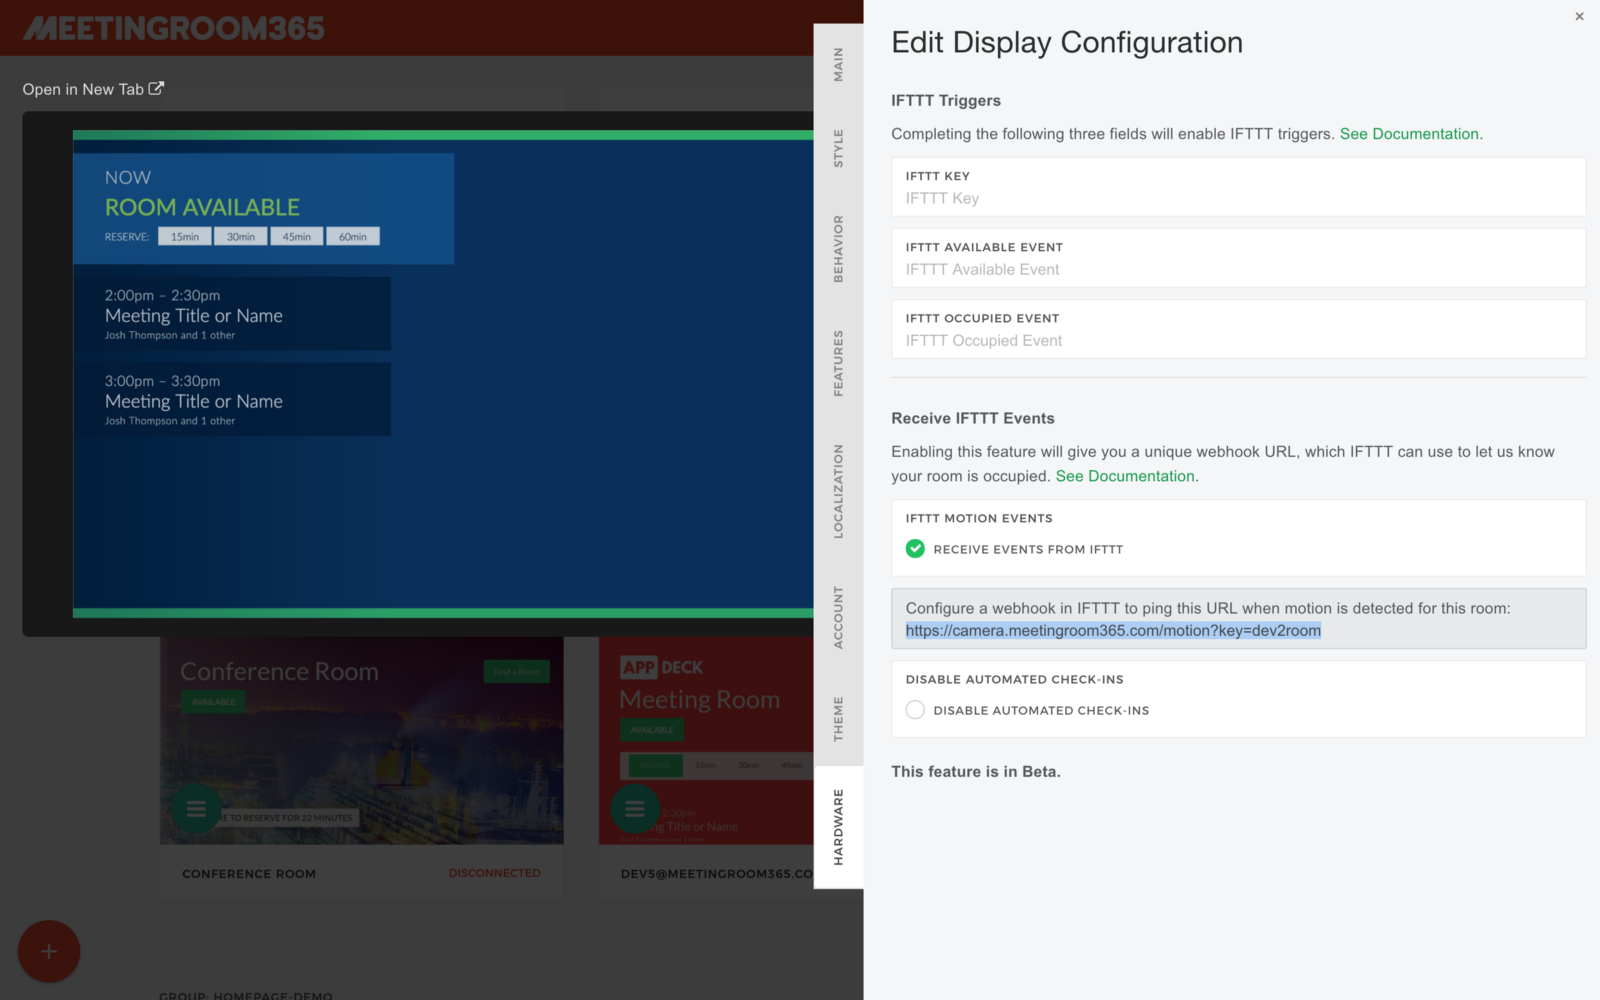 MEETINGROOM365
Open in New Tab
NOW
ROOM AVAILABLE
RESERVE: 15min 30min 45min 60min
2:00pm – 2:30pm
Meeting Title or Name
Josh Thompson and 1 other
3:00pm – 3:30pm
Meeting Title or Name
Josh Thompson and 1 other
Conference Room
Find a Room
AVAILABLE
E TO RESERVE FOR 22 MINUTES
CONFERENCE ROOM
DISCONNECTED
APP DECK
Meeting Room
AVAILABLE
15min 30min 45min
2:30pm
ng Title or Name
DEV5@MEETINGROOM365.CO
GROUP: HOMEPAGE-DEMO
MAIN
STYLE
BEHAVIOR
FEATURES
LOCALIZATION
ACCOUNT
THEME
HARDWARE
×
Edit Display Configuration
IFTTT Triggers
Completing the following three fields will enable IFTTT triggers. See Documentation.
IFTTT KEY
IFTTT Key
IFTTT AVAILABLE EVENT
IFTTT Available Event
IFTTT OCCUPIED EVENT
IFTTT Occupied Event
Receive IFTTT Events
Enabling this feature will give you a unique webhook URL, which IFTTT can use to let us know
your room is occupied. See Documentation.
IFTTT MOTION EVENTS
RECEIVE EVENTS FROM IFTTT
Configure a webhook in IFTTT to ping this URL when motion is detected for this room:
https://camera.meetingroom365.com/motion?key=dev2room
DISABLE AUTOMATED CHECK-INS
DISABLE AUTOMATED CHECK-INS
This feature is in Beta.